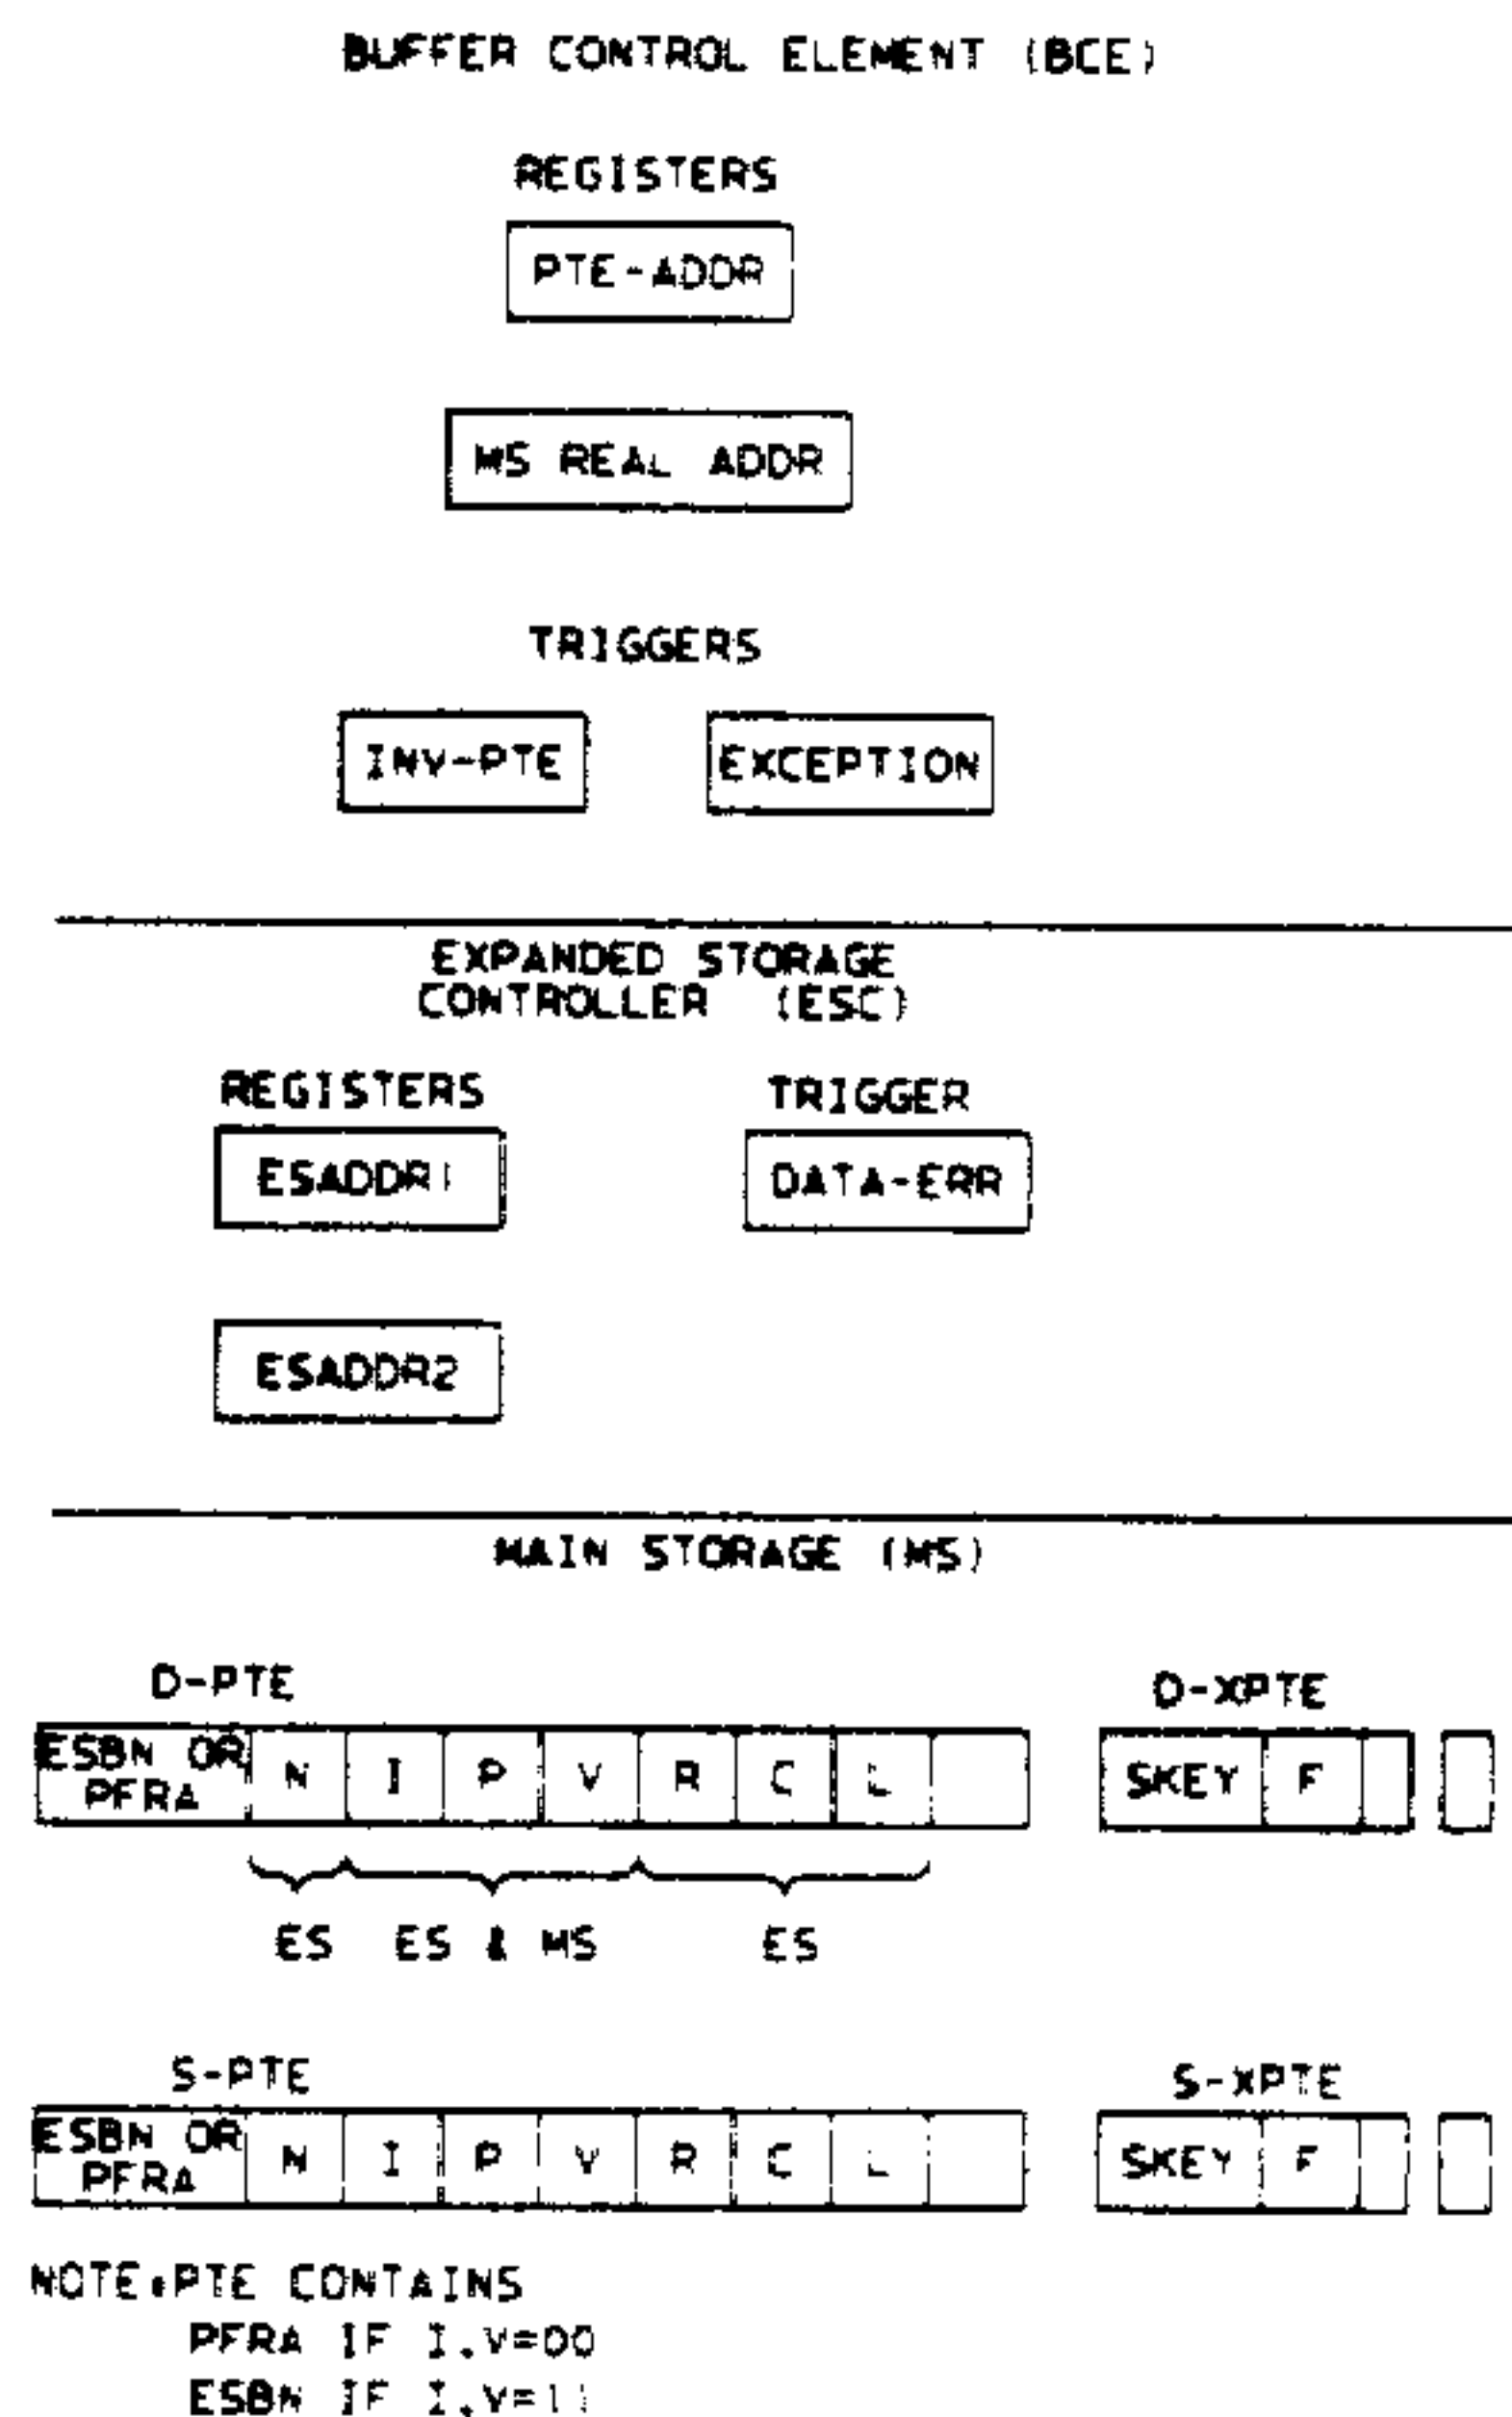 BUFFER CONTROL ELEMENT (BCE)
REGISTERS
PTE-ADDR
MS REAL ADDR
TRIGGERS
INV-PTE EXCEPTION
EXPANDED STORAGE
CONTROLLER (ESC)
REGISTERS TRIGGER
ESADDR1 DATA-ERR
ESADDR2
MAIN STORAGE (MS)
D-PTE D-XPTE
ESBN OR
PFRA N I P V R C L SKEY F
ES ES & MS ES
S-PTE S-XPTE
ESBN OR
PFRA N I P V R C L SKEY F
NOTE:PTE CONTAINS
PFRA IF I.V=00
ESBN IF I.V=11